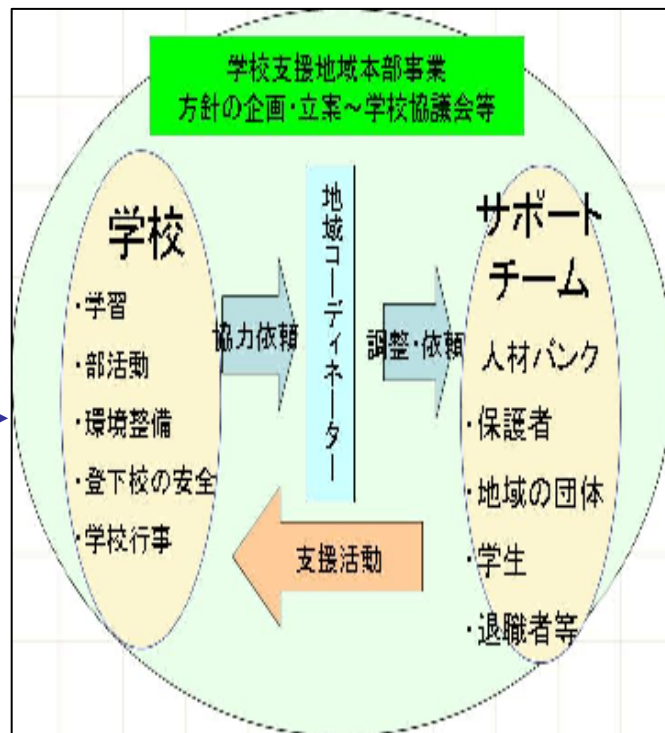 学校支援地域本部事業
方針の企画・立案～学校協議会等
学校
・学習
・部活動
・環境整備
・登下校の安全
・学校行事
協力依頼
地域コーディネーター
調整・依頼
サポート
チーム
人材バンク
・保護者
・地域の団体
・学生
・退職者等
支援活動